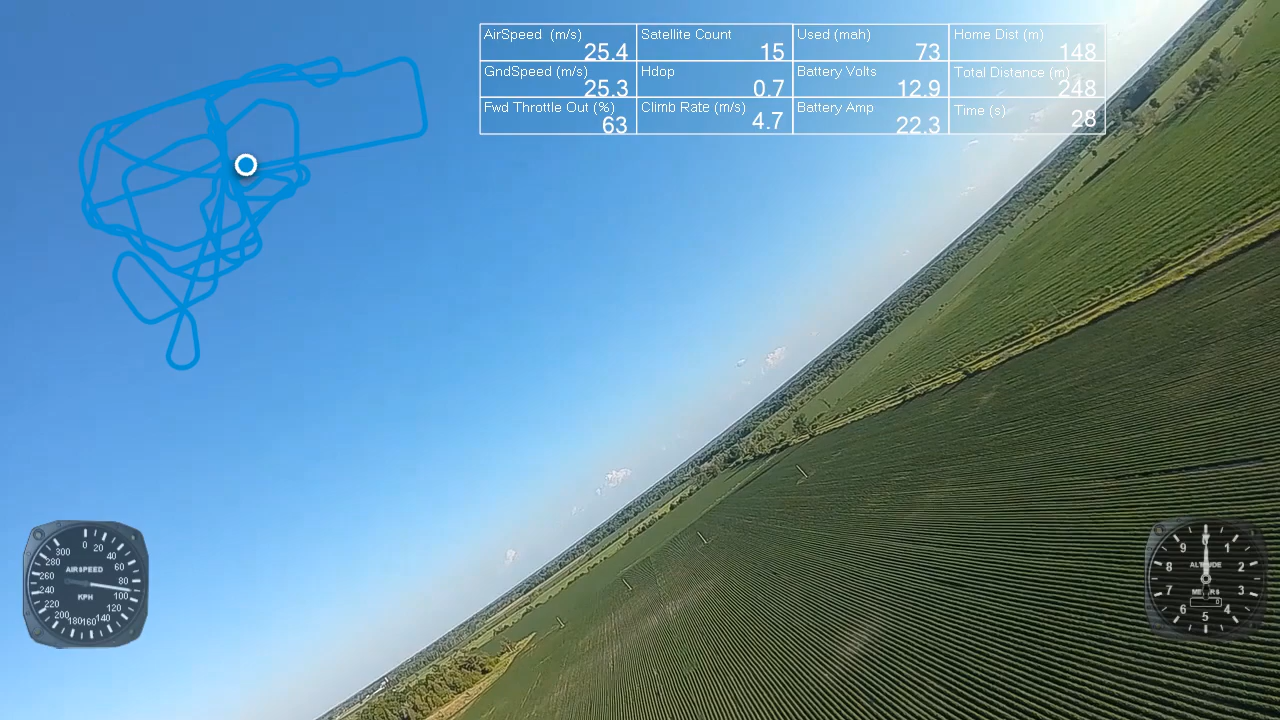 AirSpeed (m/s) Satellite Count Used (mah) Home Dist (m)
25.4 15 73 148
GndSpeed (m/s) Hdop Battery Volts Total Distance (m)
25.3 0.7 12.9 248
Fwd Throttle Out (%) Climb Rate (m/s) Battery Amp Time (s)
63 4.7 22.3 28
0
300 20
280 40
AIRSPEED 60
260 80
240 KPH 100
220 120
200 180 160 140
9 1
8 2
7 METERS 3
0
6 5 4